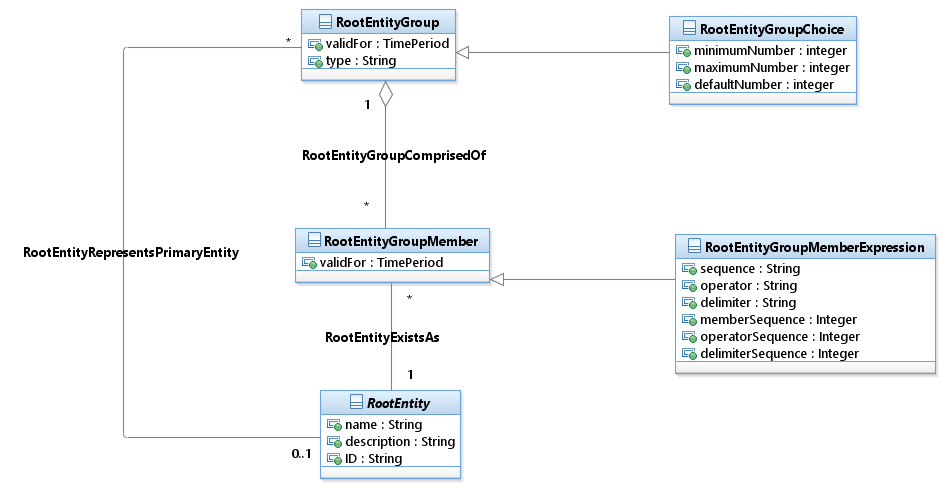 RootEntityGroup
validFor : TimePeriod
type : String
RootEntityGroupChoice
minimumNumber : integer
maximumNumber : integer
defaultNumber : integer
*
1
RootEntityGroupComprisedOf
*
RootEntityRepresentsPrimaryEntity
RootEntityGroupMember
validFor : TimePeriod
RootEntityGroupMemberExpression
sequence : String
operator : String
delimiter : String
memberSequence : Integer
operatorSequence : Integer
delimiterSequence : Integer
*
RootEntityExistsAs
1
RootEntity
name : String
description : String
ID : String
0..1